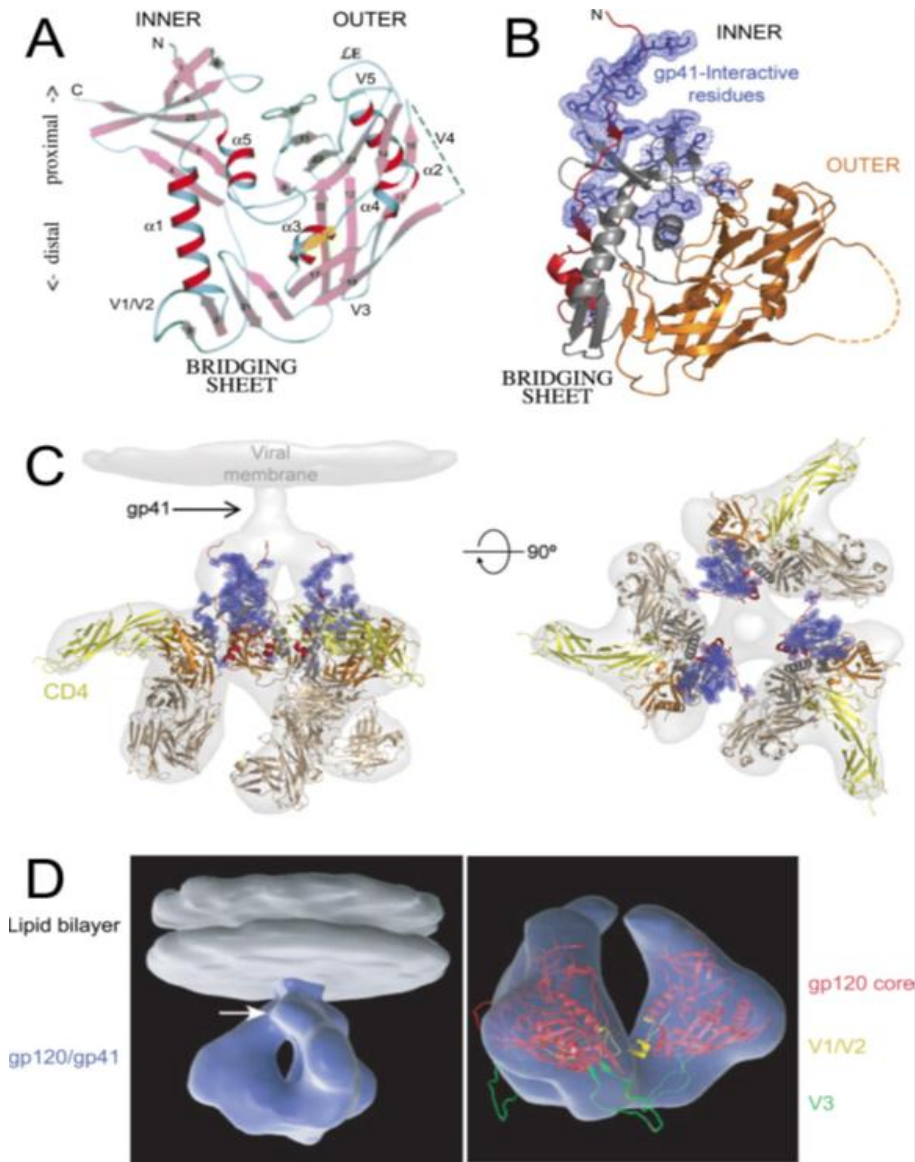 A
INNER
OUTER
N
C
ℒE
V5
V4
α5
α2
α1
α3
α4
<- distal proximal ->
V1/V2
V3
BRIDGING
SHEET
B
N
INNER
gp41-Interactive
residues
OUTER
BRIDGING
SHEET
C
Viral
membrane
gp41
90º
CD4
D
Lipid bilayer
gp120/gp41
gp120 core
V1/V2
V3